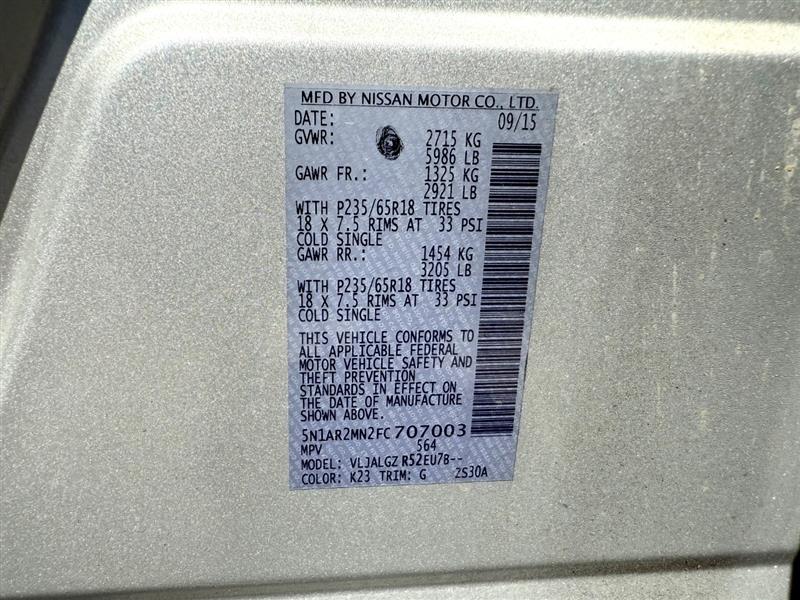 MFD BY NISSAN MOTOR CO., LTD.
DATE: 09/15
GVWR: 2715 KG
5986 LB
GAWR FR.: 1325 KG
2921 LB
WITH P235/65R18 TIRES
18 X 7.5 RIMS AT 33 PSI
COLD SINGLE
GAWR RR.: 1454 KG
3205 LB
WITH P235/65R18 TIRES
18 X 7.5 RIMS AT 33 PSI
COLD SINGLE
THIS VEHICLE CONFORMS TO
ALL APPLICABLE FEDERAL
MOTOR VEHICLE SAFETY AND
THEFT PREVENTION
STANDARDS IN EFFECT ON
THE DATE OF MANUFACTURE
SHOWN ABOVE.
5N1AR2MN2FC707003
MPV 564
MODEL: VLJALGZ R52EU7B--
COLOR: K23 TRIM: G 2S30A